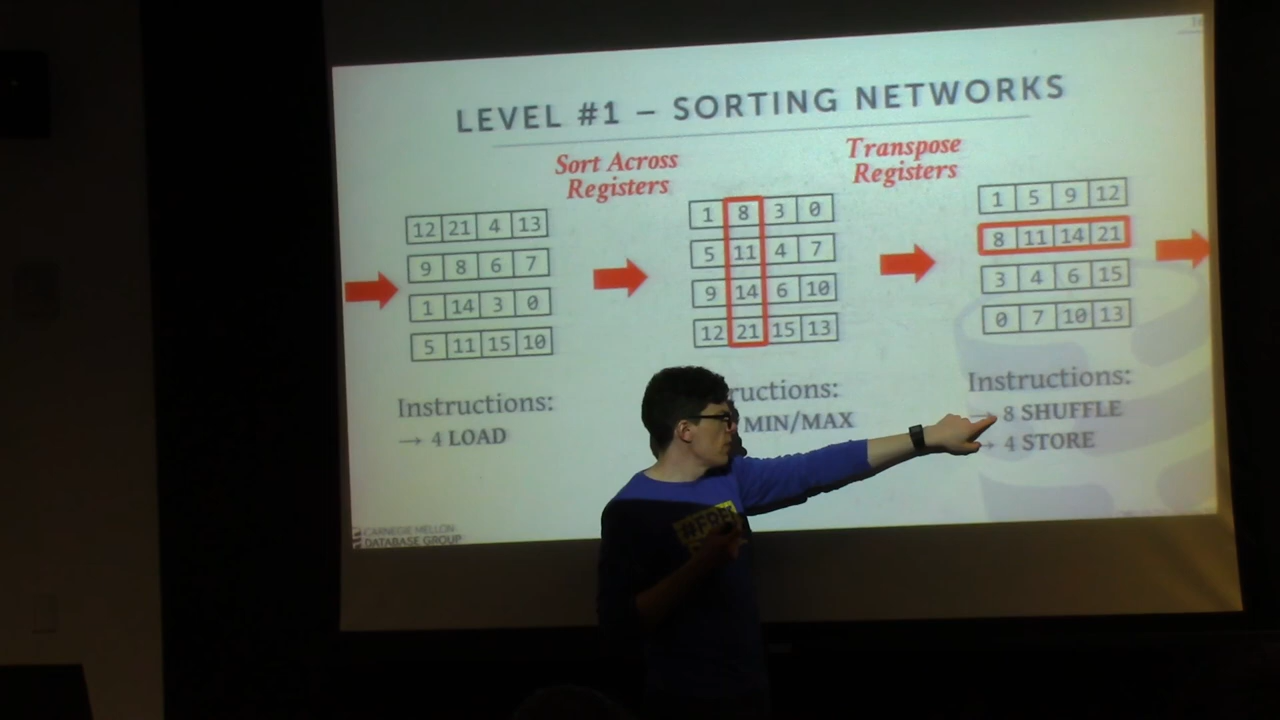 LEVEL #1 – SORTING NETWORKS
Sort Across
Registers
Transpose
Registers
12 21 4 13
9 8 6 7
1 14 3 0
5 11 15 10
1 8 3 0
5 11 4 7
9 14 6 10
12 21 15 13
1 5 9 12
8 11 14 21
3 4 6 15
0 7 10 13
Instructions:
→ 4 LOAD
ructions:
MIN/MAX
Instructions:
→ 8 SHUFFLE
→ 4 STORE
CARNEGIE MELLON
DATABASE GROUP